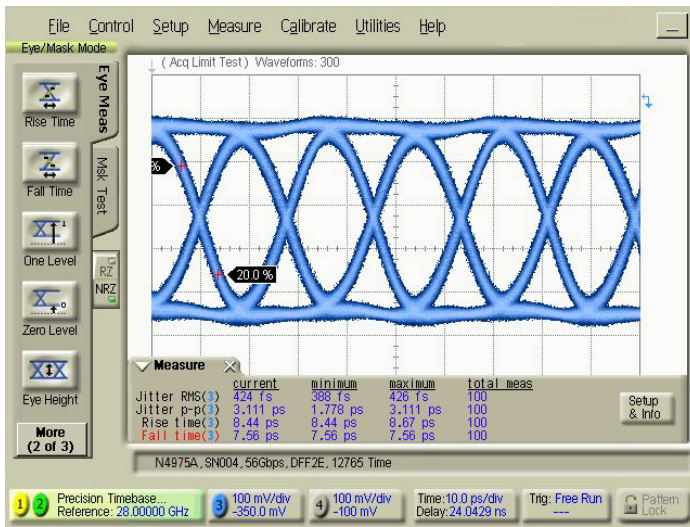 File Control Setup Measure Calibrate Utilities Help
Eye/Mask Mode
( Acq Limit Test ) Waveforms: 300
Eye Meas
Msk Test
Rise Time
Fall Time
One Level
RZ
NRZ
Zero Level
Eye Height
More
(2 of 3)
%
20.0 %
Measure
current minimum maximum total meas
Jitter RMS(3) 424 fs 388 fs 426 fs 100
Jitter p-p(3) 3.111 ps 1.778 ps 3.111 ps 100
Rise time(3) 8.44 ps 8.44 ps 8.67 ps 100
Fall time(3) 7.56 ps 7.56 ps 7.56 ps 100
Setup
& Info
N4975A, SN004, 56Gbps, DFF2E, 12765 Time
1 2 Precision Timebase...
Reference: 28.00000 GHz
3 100 mV/div
-350.0 mV
4 100 mV/div
-100 mV
Time:10.0 ps/div
Delay:24.0429 ns
Trig: Free Run
---
Pattern
Lock